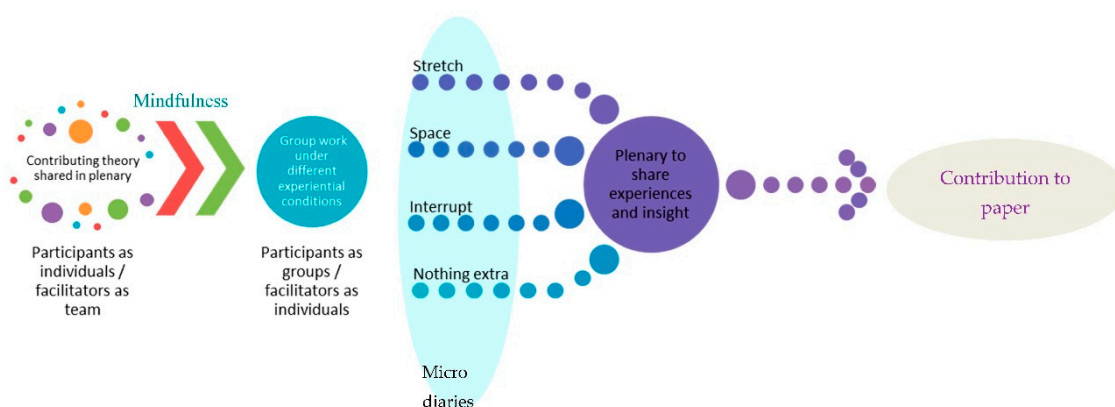 Mindfulness
Contributing theory
shared in plenary
Participants as
individuals /
facilitators as
team
Group work
under
different
experiential
conditions
Participants as
groups /
facilitators as
individuals
Stretch
Space
Interrupt
Nothing extra
Micro
diaries
Plenary to
share
experiences
and insight
Contribution to
paper